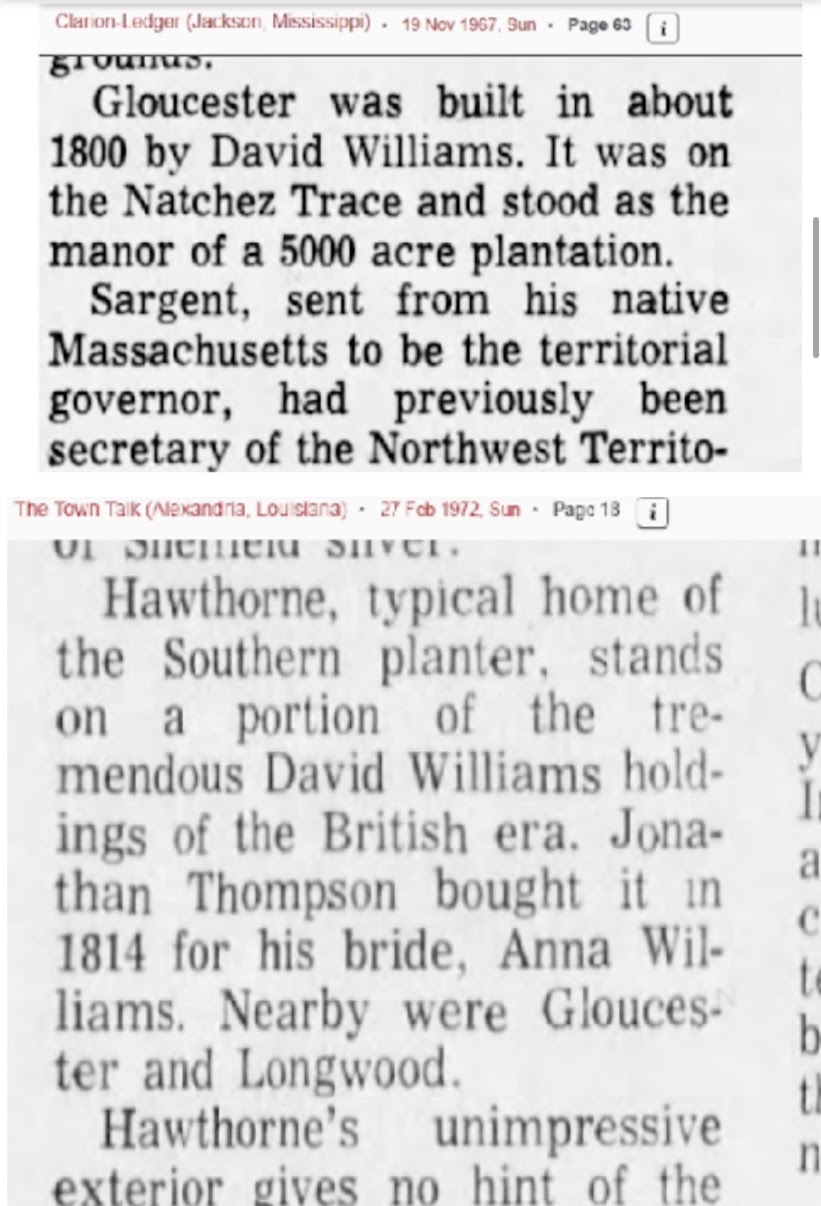 Clarion-Ledger (Jackson, Mississippi) · 19 Nov 1967, Sun · Page 63 i
grounds.
Gloucester was built in about
1800 by David Williams. It was on
the Natchez Trace and stood as the
manor of a 5000 acre plantation.
Sargent, sent from his native
Massachusetts to be the territorial
governor, had previously been
secretary of the Northwest Territo-
The Town Talk (Alexandria, Louisiana) · 27 Feb 1972, Sun · Page 18 i
of Sheffield silver.
Hawthorne, typical home of
the Southern planter, stands
on a portion of the tre-
mendous David Williams hold-
ings of the British era. Jona-
than Thompson bought it in
1814 for his bride, Anna Wil-
liams. Nearby were Glouces-
ter and Longwood.
Hawthorne's unimpressive
exterior gives no hint of the